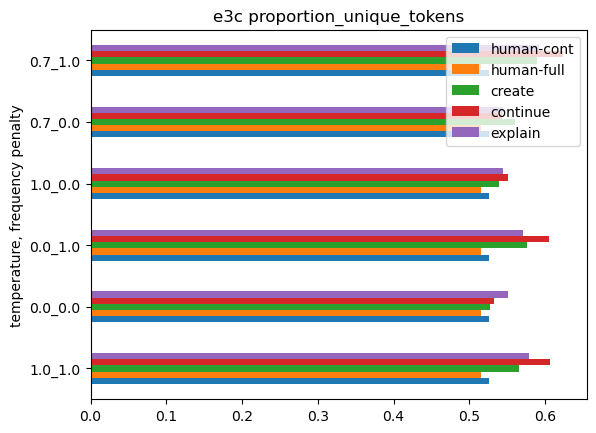 e3c proportion_unique_tokens
human-cont
human-full
create
continue
explain
temperature, frequency penalty
0.7_1.0
0.7_0.0
1.0_0.0
0.0_1.0
0.0_0.0
1.0_1.0
0.0 0.1 0.2 0.3 0.4 0.5 0.6